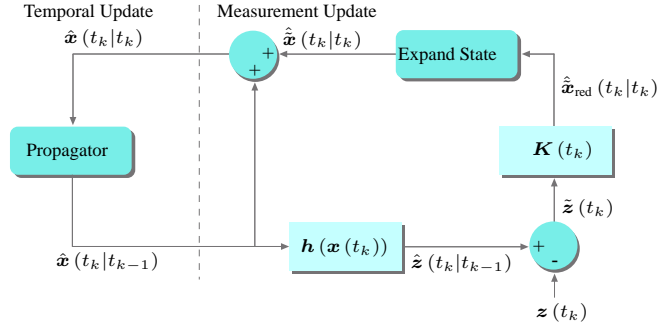 Temporal Update
Measurement Update
x̂ (t_k|t_k)
x̃̂ (t_k|t_k)
+
+
Expand State
x̃̂_red (t_k|t_k)
Propagator
K (t_k)
z̃ (t_k)
h (x (t_k))
+
-
x̂ (t_k|t_{k−1})
ẑ (t_k|t_{k−1})
z (t_k)